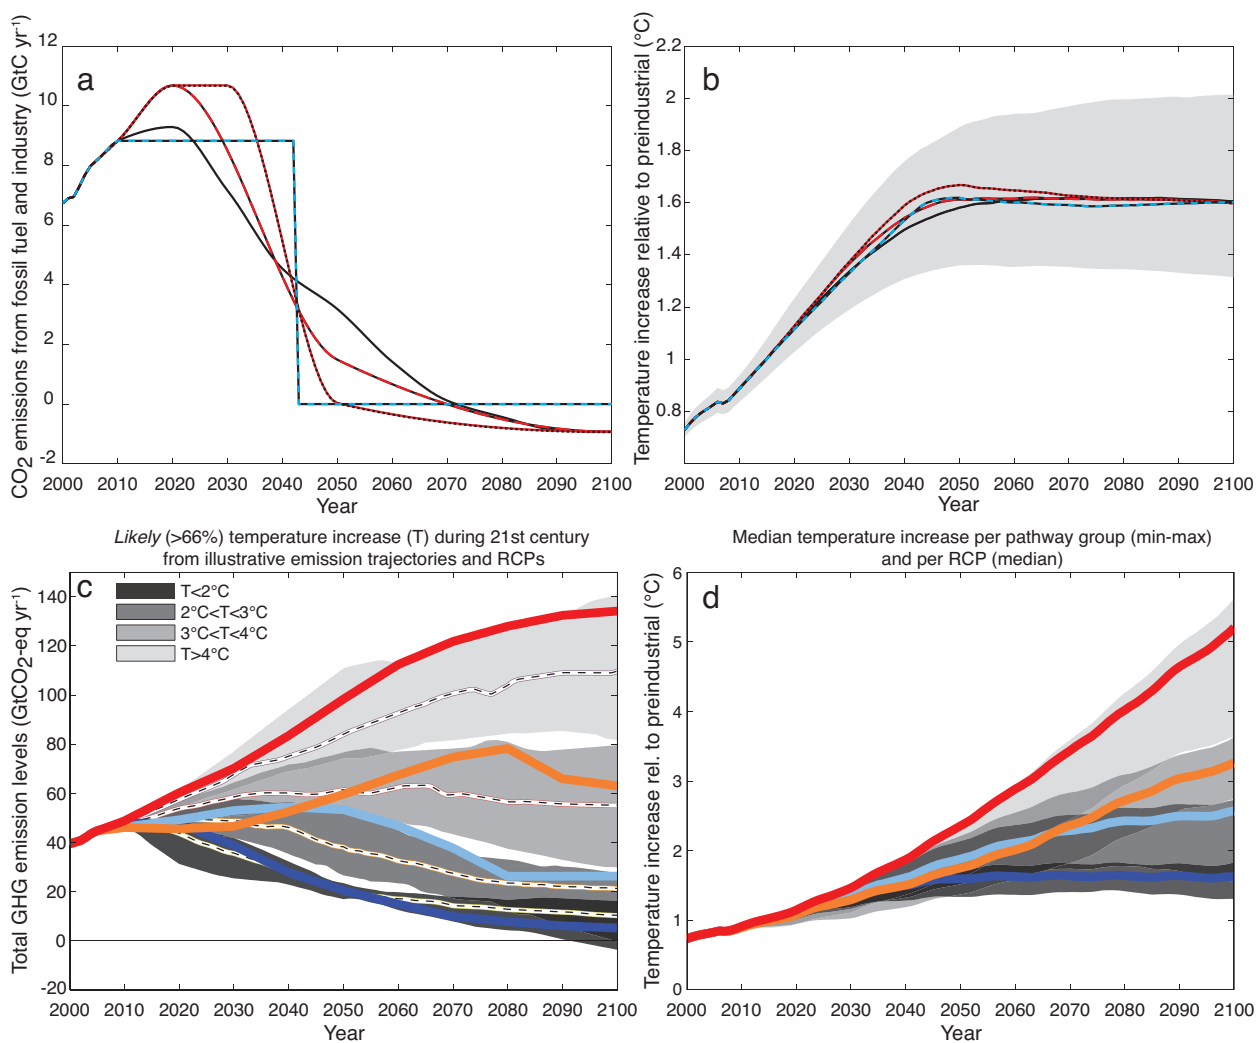 a
CO2 emissions from fossil fuel and industry (GtC yr-1)
12
10
8
6
4
2
0
-2
2000 2010 2020 2030 2040 2050 2060 2070 2080 2090 2100
Year
b
Temperature increase relative to preindustrial (°C)
2.2
2
1.8
1.6
1.4
1.2
1
0.8
2000 2010 2020 2030 2040 2050 2060 2070 2080 2090 2100
Year
Likely (>66%) temperature increase (T) during 21st century
from illustrative emission trajectories and RCPs
c
T<2°C
2°C<T<3°C
3°C<T<4°C
T>4°C
Total GHG emission levels (GtCO2-eq yr-1)
140
120
100
80
60
40
20
0
-20
2000 2010 2020 2030 2040 2050 2060 2070 2080 2090 2100
Year
Median temperature increase per pathway group (min-max)
and per RCP (median)
d
Temperature increase rel. to preindustrial (°C)
6
5
4
3
2
1
0
2000 2010 2020 2030 2040 2050 2060 2070 2080 2090 2100
Year